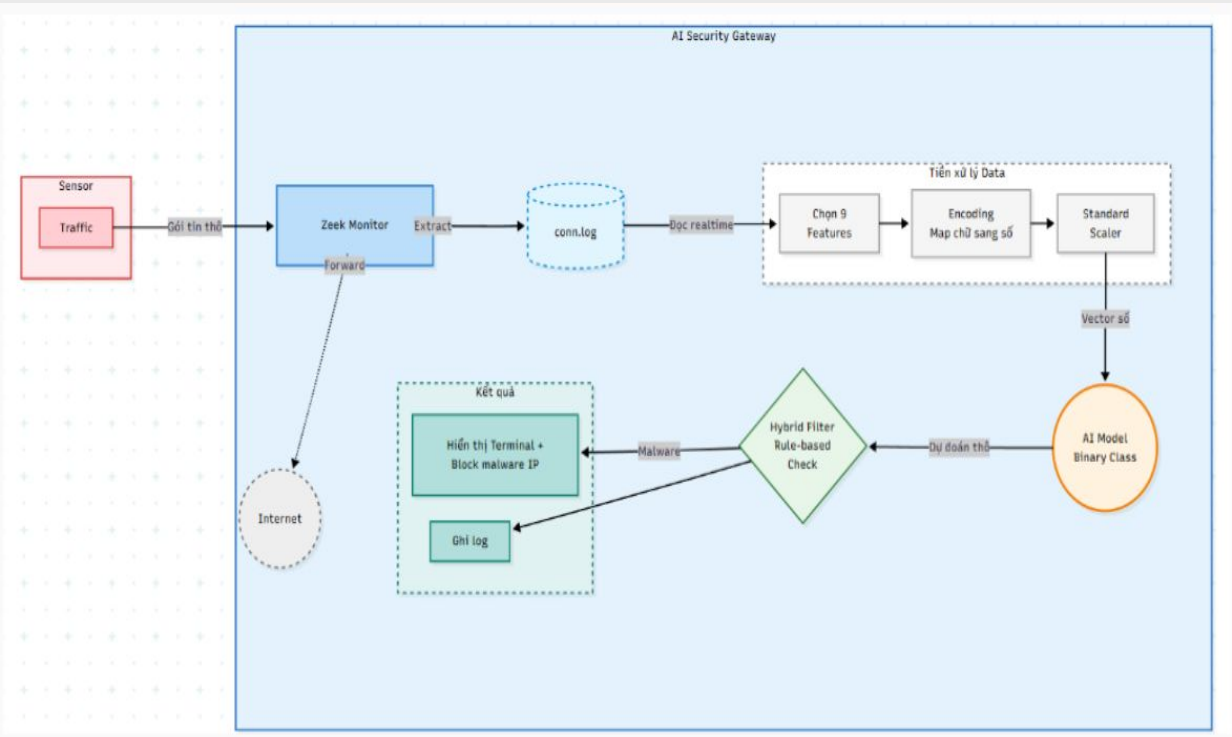 AI Security Gateway
Sensor
Traffic
Gói tin thô
Zeek Monitor
Extract
Forward
conn.log
Đọc realtime
Tiền xử lý Data
Chọn 9
Features
Encoding
Map chữ sang số
Standard
Scaler
Vector số
AI Model
Binary Class
Dự đoán thô
Hybrid Filter
Rule-based
Check
Malware
Kết quả
Hiển thị Terminal +
Block malware IP
Ghi log
Internet